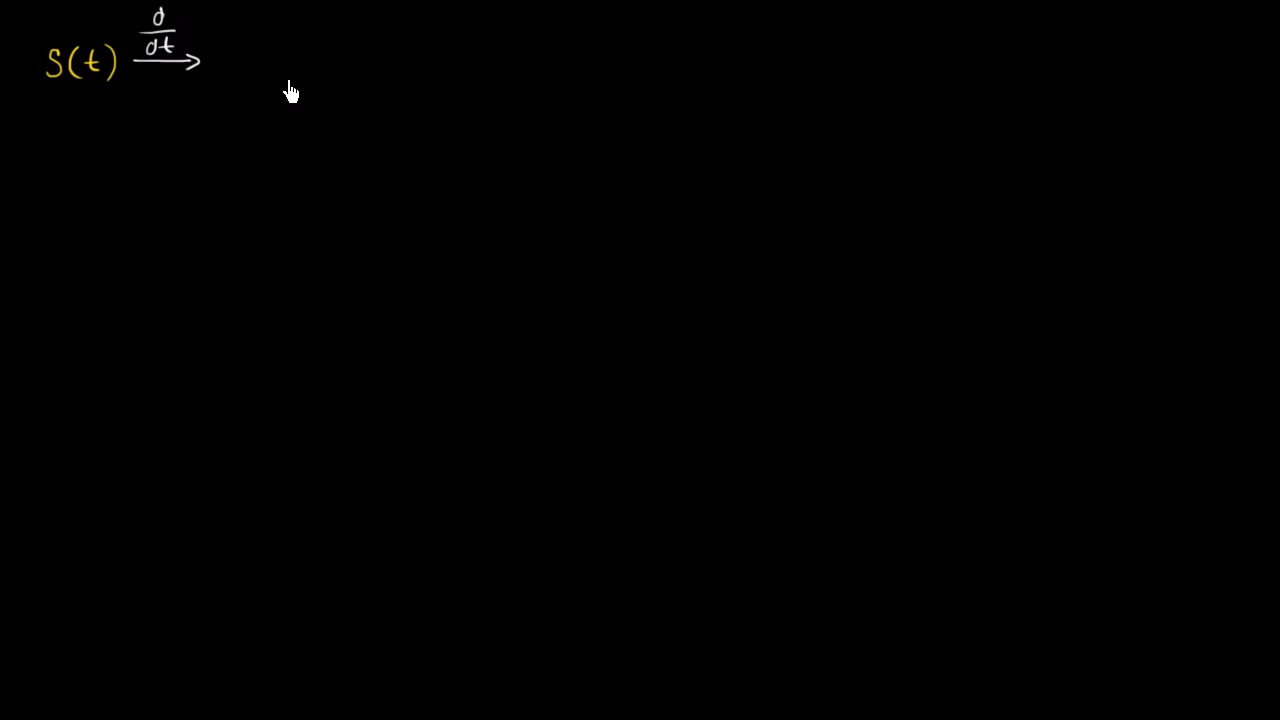 S(t) d/dt →